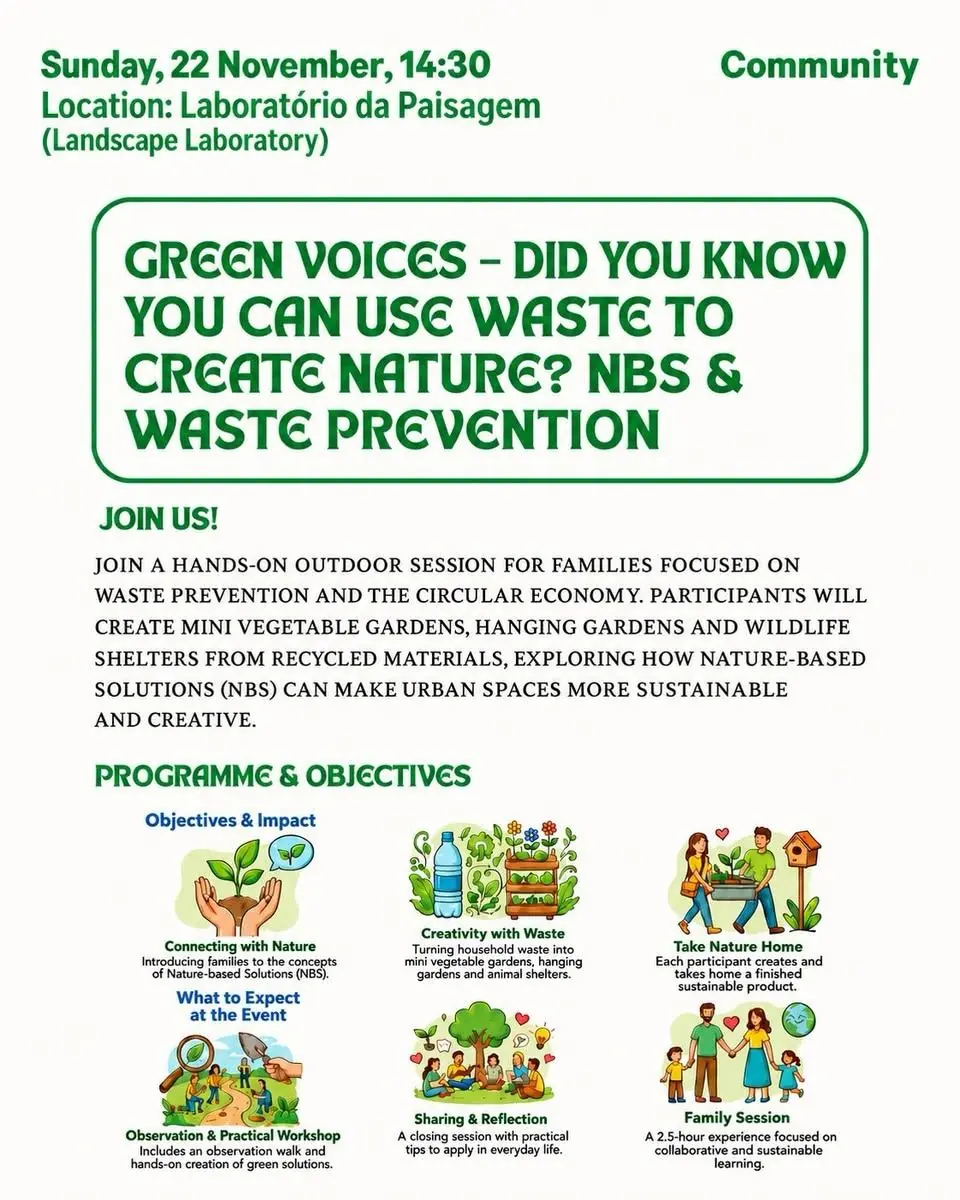 Sunday, 22 November, 14:30
Community
Location: Laboratório da Paisagem
(Landscape Laboratory)
GREEN VOICES – DID YOU KNOW
YOU CAN USE WASTE TO
CREATE NATURE? NBS &
WASTE PREVENTION
JOIN US!
JOIN A HANDS-ON OUTDOOR SESSION FOR FAMILIES FOCUSED ON
WASTE PREVENTION AND THE CIRCULAR ECONOMY. PARTICIPANTS WILL
CREATE MINI VEGETABLE GARDENS, HANGING GARDENS AND WILDLIFE
SHELTERS FROM RECYCLED MATERIALS, EXPLORING HOW NATURE-BASED
SOLUTIONS (NBS) CAN MAKE URBAN SPACES MORE SUSTAINABLE
AND CREATIVE.
PROGRAMME & OBJECTIVES
Objectives & Impact
Connecting with Nature
Introducing families to the concepts
of Nature-based Solutions (NBS).
Creativity with Waste
Turning household waste into
mini vegetable gardens, hanging
gardens and animal shelters.
Take Nature Home
Each participant creates and
takes home a finished
sustainable product.
What to Expect
at the Event
Observation & Practical Workshop
Includes an observation walk and
hands-on creation of green solutions.
Sharing & Reflection
A closing session with practical
tips to apply in everyday life.
Family Session
A 2.5-hour experience focused on
collaborative and sustainable
learning.